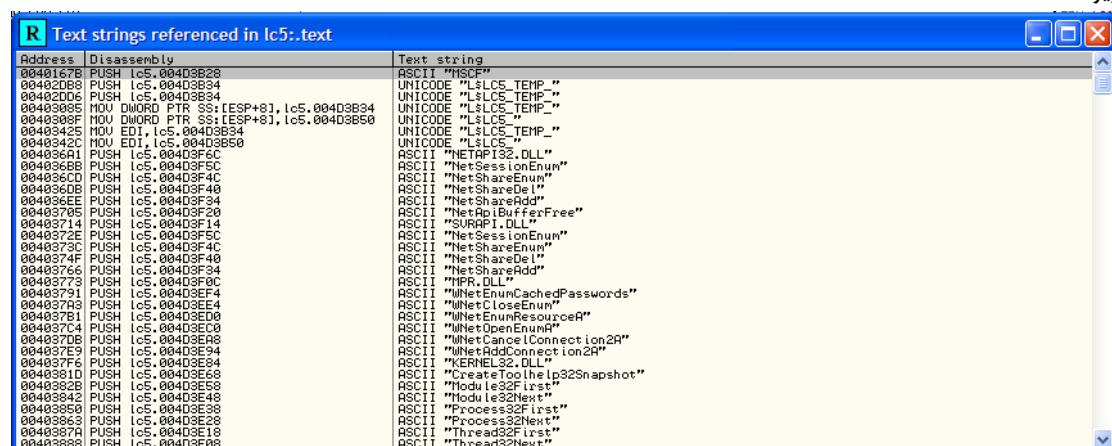 R Text strings referenced in lc5:.text
Address Disassembly Text string
0040167B PUSH lc5.004D3B28 ASCII "MSCF"
00402DB8 PUSH lc5.004D3B34 UNICODE "L$LC5_TEMP_"
00402DD6 PUSH lc5.004D3B34 UNICODE "L$LC5_TEMP_"
00403085 MOV DWORD PTR SS:[ESP+8],lc5.004D3B34 UNICODE "L$LC5_TEMP_"
0040308F MOV DWORD PTR SS:[ESP+8],lc5.004D3B50 UNICODE "L$LC5_"
00403425 MOV EDI,lc5.004D3B34 UNICODE "L$LC5_TEMP_"
0040342C MOV EDI,lc5.004D3B50 UNICODE "L$LC5_"
004036A1 PUSH lc5.004D3F6C ASCII "NETAPI32.DLL"
004036BB PUSH lc5.004D3F5C ASCII "NetSessionEnum"
004036CD PUSH lc5.004D3F4C ASCII "NetShareEnum"
004036DB PUSH lc5.004D3F40 ASCII "NetShareDel"
004036EE PUSH lc5.004D3F34 ASCII "NetShareAdd"
00403705 PUSH lc5.004D3F20 ASCII "NetApiBufferFree"
00403714 PUSH lc5.004D3F14 ASCII "SVRAPI.DLL"
0040372E PUSH lc5.004D3F5C ASCII "NetSessionEnum"
0040373C PUSH lc5.004D3F4C ASCII "NetShareEnum"
0040374F PUSH lc5.004D3F40 ASCII "NetShareDel"
00403766 PUSH lc5.004D3F34 ASCII "NetShareAdd"
00403773 PUSH lc5.004D3F0C ASCII "MPR.DLL"
00403791 PUSH lc5.004D3EF4 ASCII "WNetEnumCachedPasswords"
004037A3 PUSH lc5.004D3EE4 ASCII "WNetCloseEnum"
004037B1 PUSH lc5.004D3ED0 ASCII "WNetEnumResourceA"
004037C4 PUSH lc5.004D3EC0 ASCII "WNetOpenEnumA"
004037DB PUSH lc5.004D3EA8 ASCII "WNetCancelConnection2A"
004037E9 PUSH lc5.004D3E94 ASCII "WNetAddConnection2A"
004037F6 PUSH lc5.004D3E84 ASCII "KERNEL32.DLL"
0040381D PUSH lc5.004D3E68 ASCII "CreateToolhelp32Snapshot"
0040382B PUSH lc5.004D3E58 ASCII "Module32First"
00403842 PUSH lc5.004D3E48 ASCII "Module32Next"
00403850 PUSH lc5.004D3E38 ASCII "Process32First"
00403863 PUSH lc5.004D3E28 ASCII "Process32Next"
0040387A PUSH lc5.004D3E18 ASCII "Thread32First"
00403888 PUSH lc5.004D3E08 ASCII "Thread32Next"